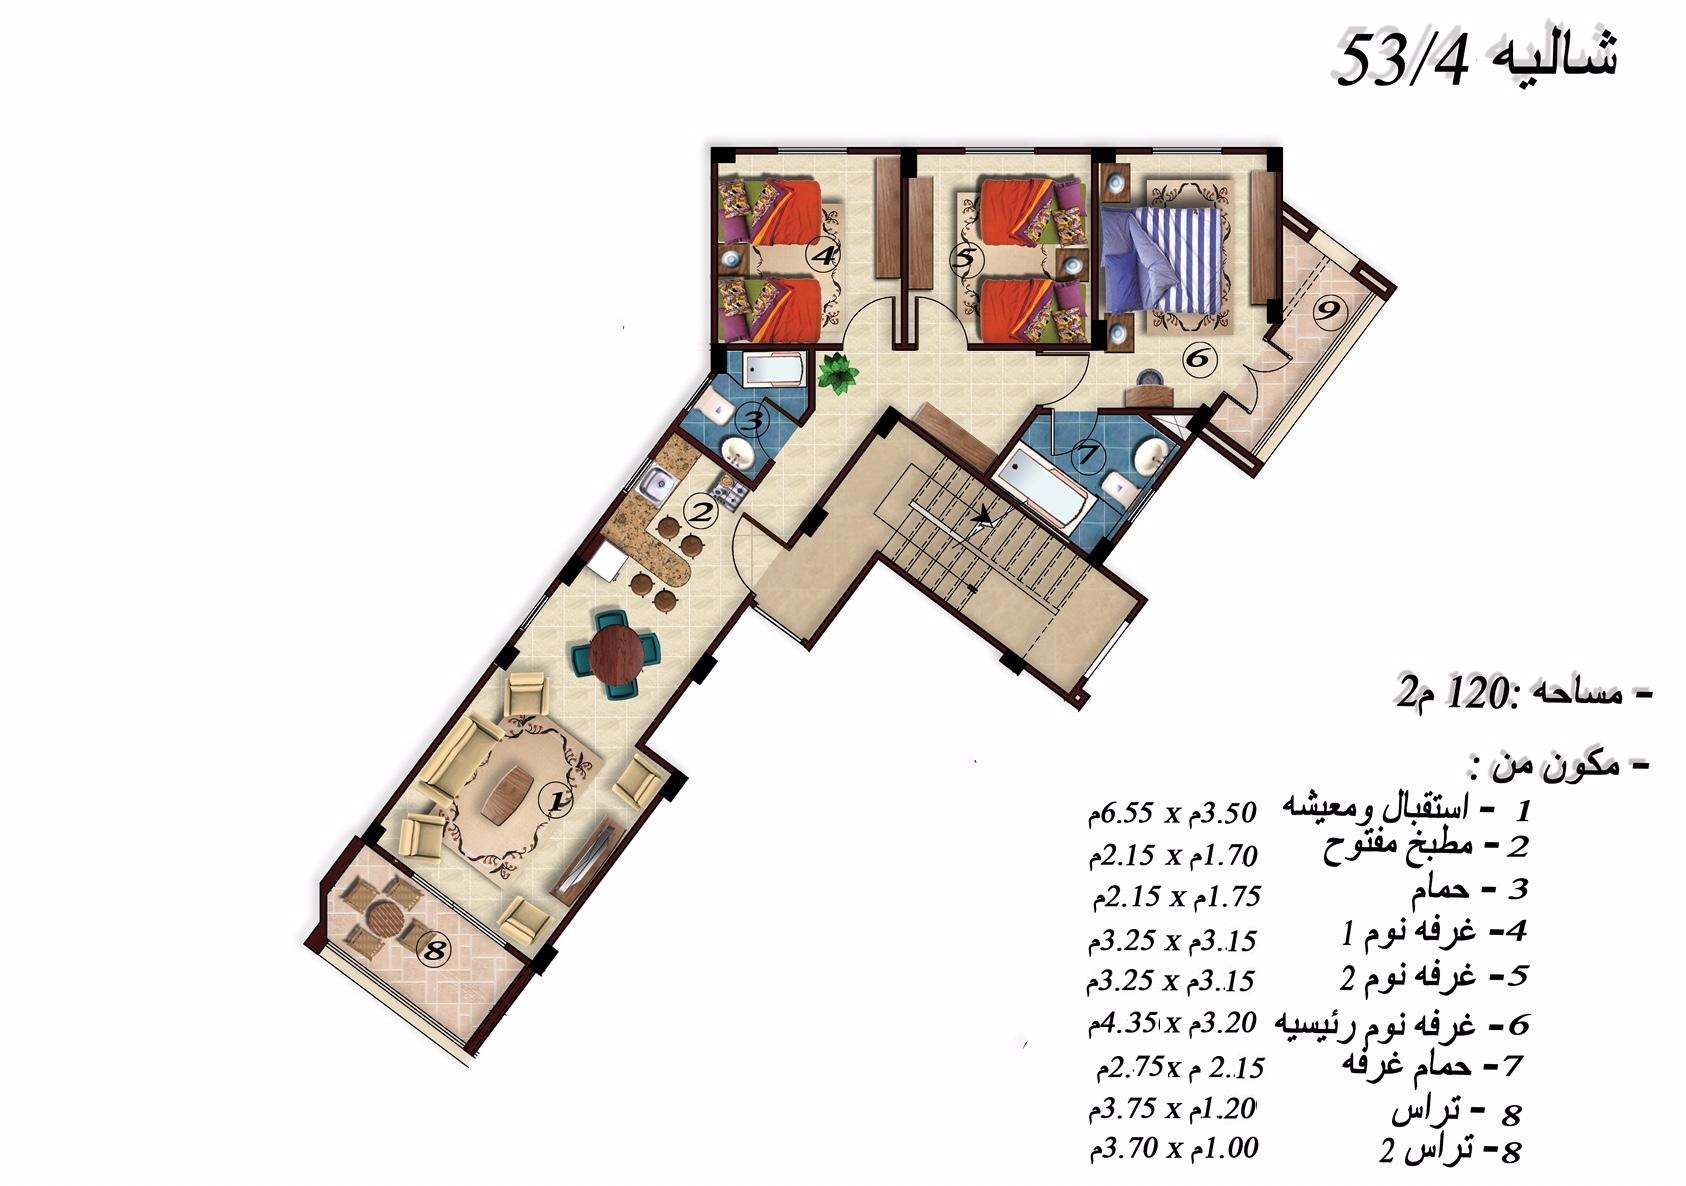 شاليه 53/4
4
5
6
9
3
7
2
1
8
- مساحه :120 م2
- مكون من :
1 - استقبال ومعيشه 3.50م x 6.55م
2 - مطبخ مفتوح 1.70م x 2.15م
3 - حمام 1.75م x 2.15م
4- غرفه نوم 1 3.15م x 3.25م
5- غرفه نوم 2 3.15م x 3.25م
6- غرفه نوم رئيسيه 3.20م x 4.35م
7- حمام غرفه 2.15 م x 2.75م
8 - تراس 1.20م x 3.75م
8- تراس 2 1.00م x 3.70م